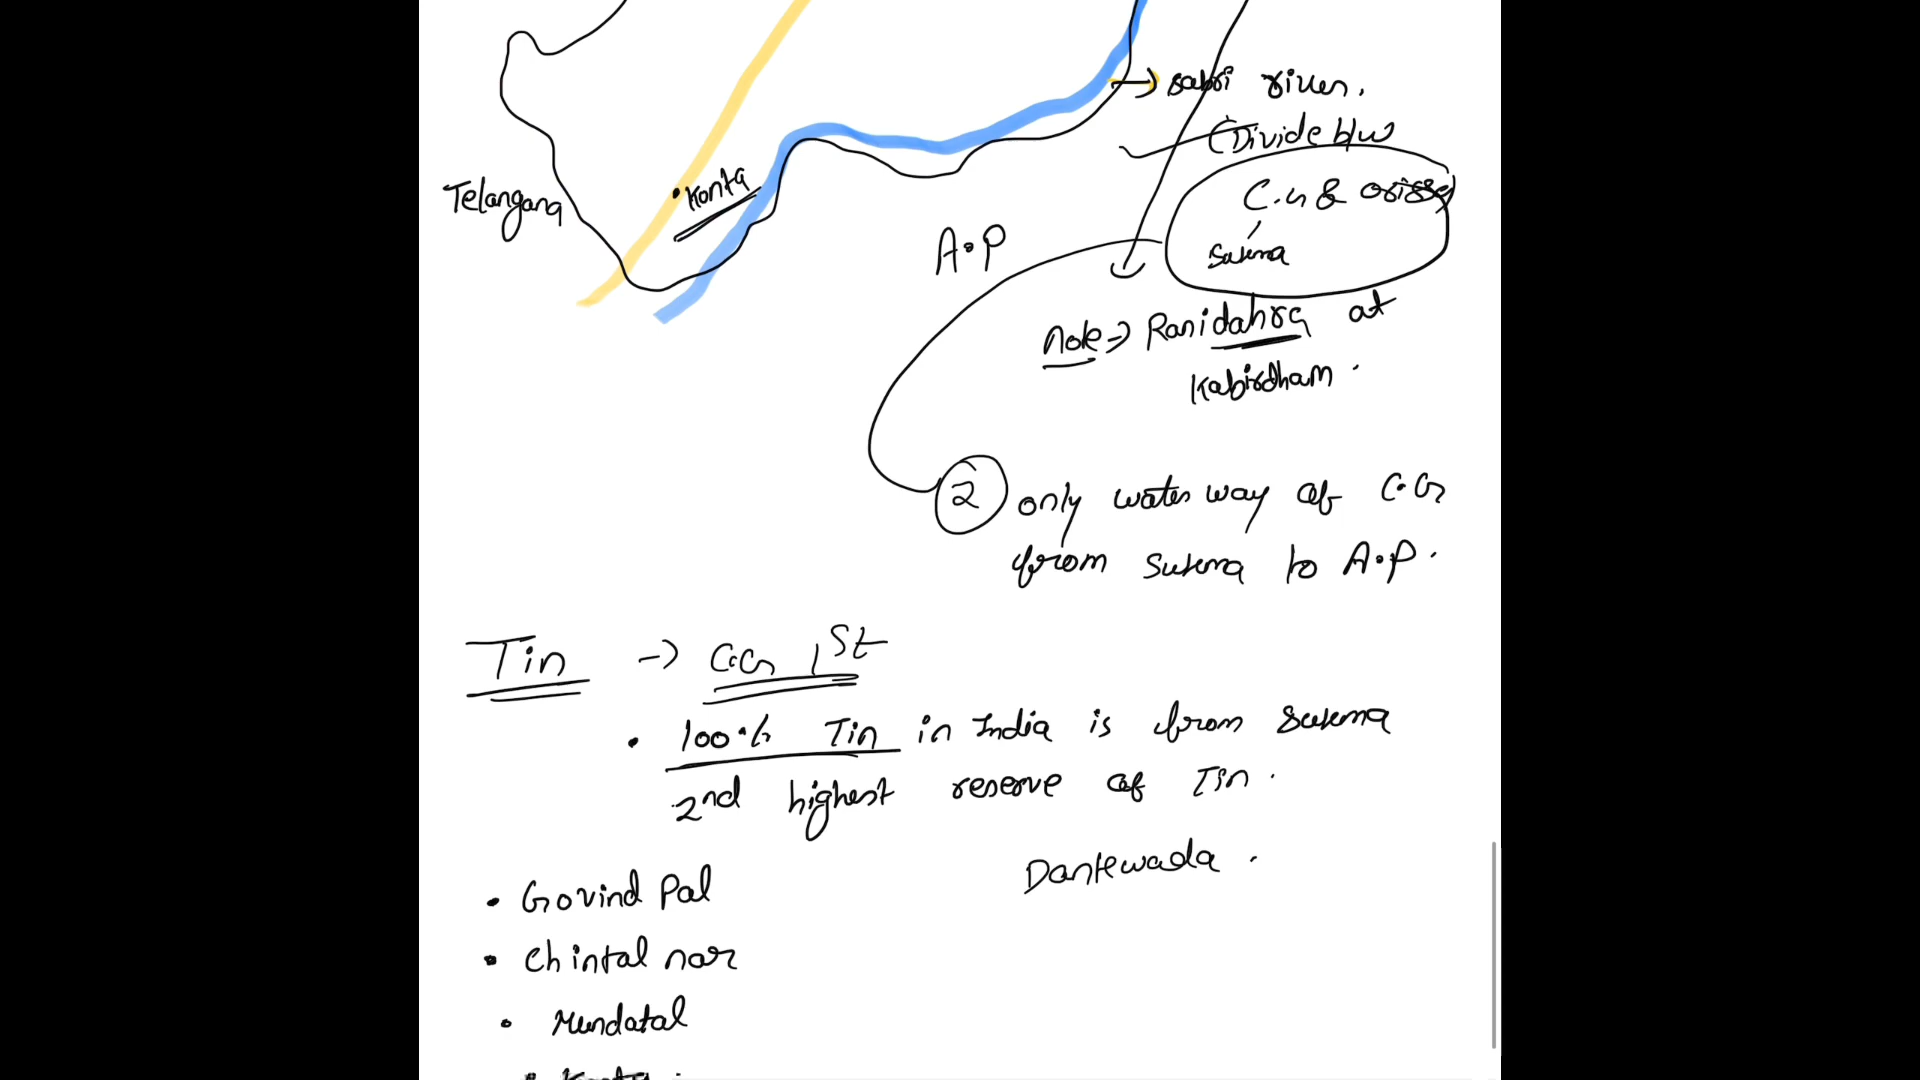 sabri river.
(Divide b/w
C.G & orissa)
Sukma
Telangana
Konta
A.P
Note => Ranidahra at
Kabirdham.
2 only water way of C.G
from Sukma to A.P.
Tin -> C.G 1st
• 100% Tin in India is from Sukma
2nd highest reserve of Tin.
Dantewada.
• Govind Pal
• Chintal nar
• Mundatal